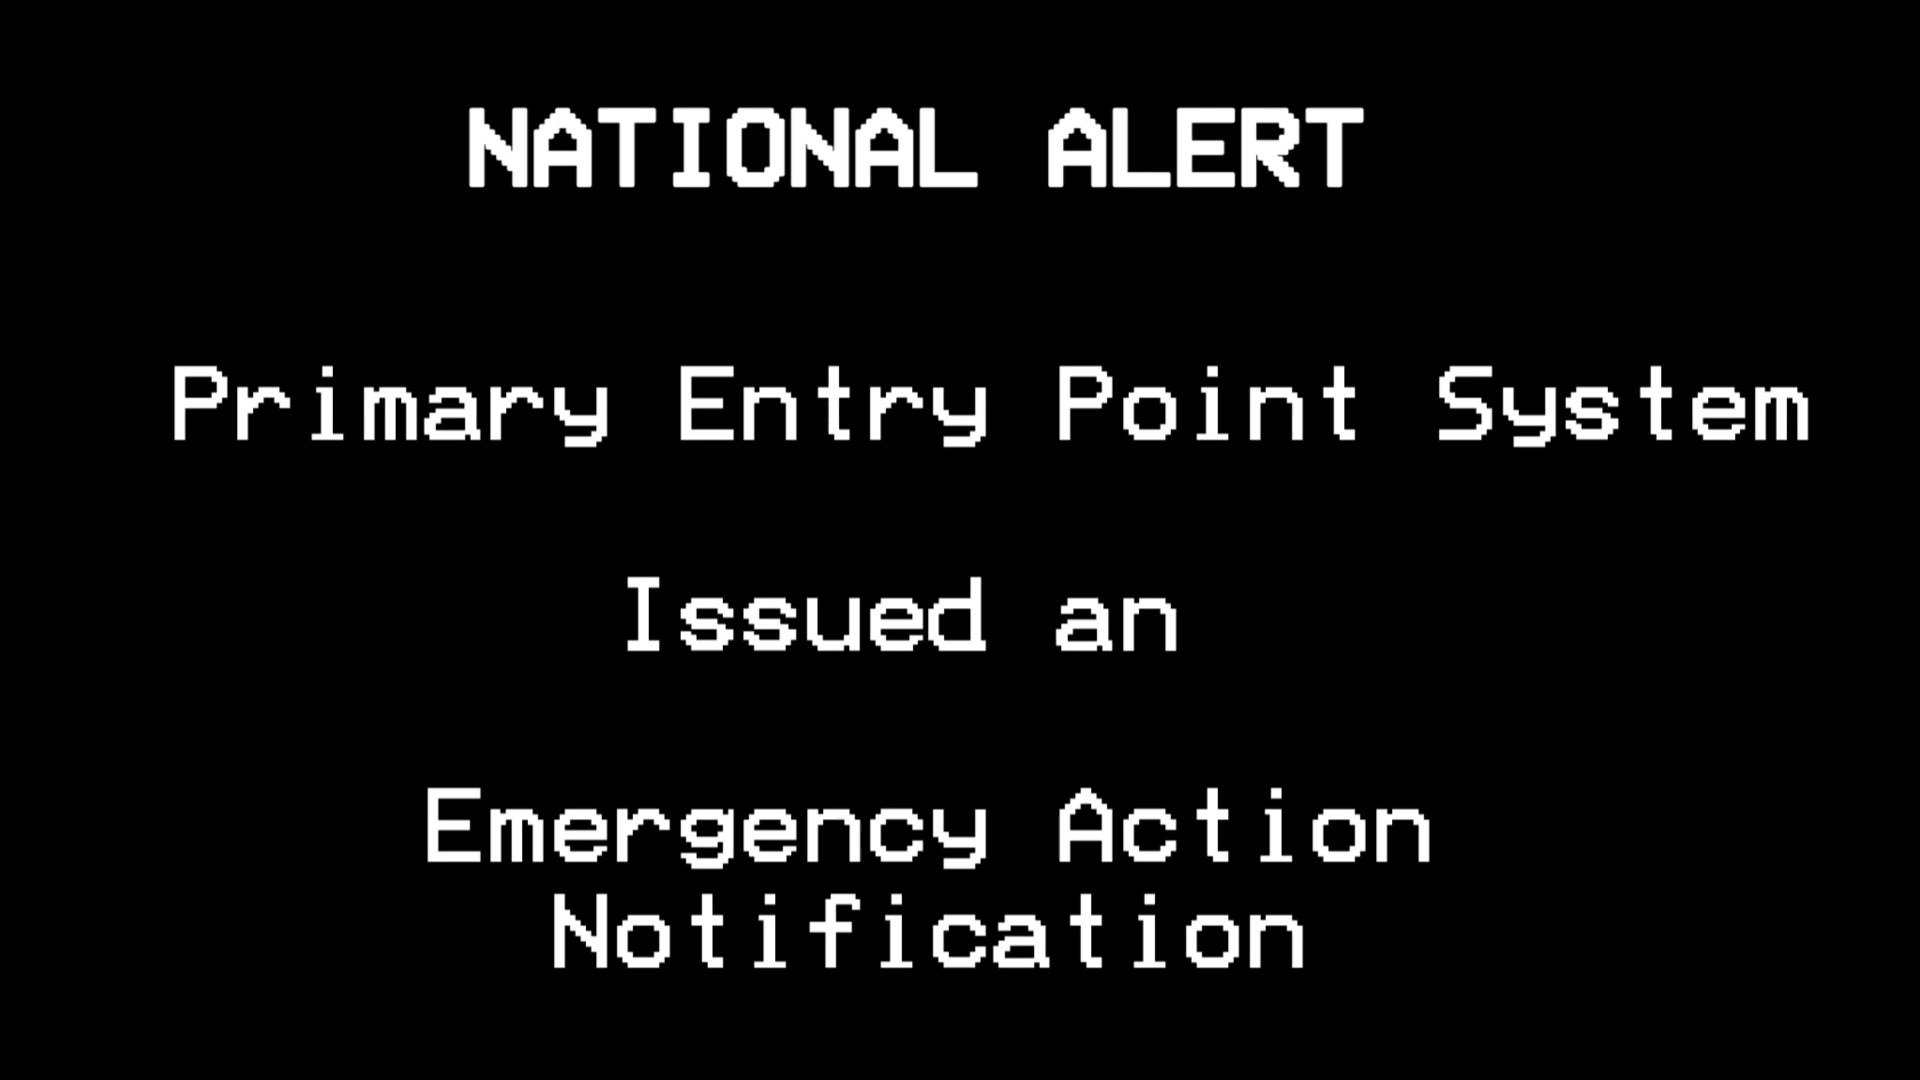 NATIONAL ALERT
Primary Entry Point System
Issued an
Emergency Action
Notification